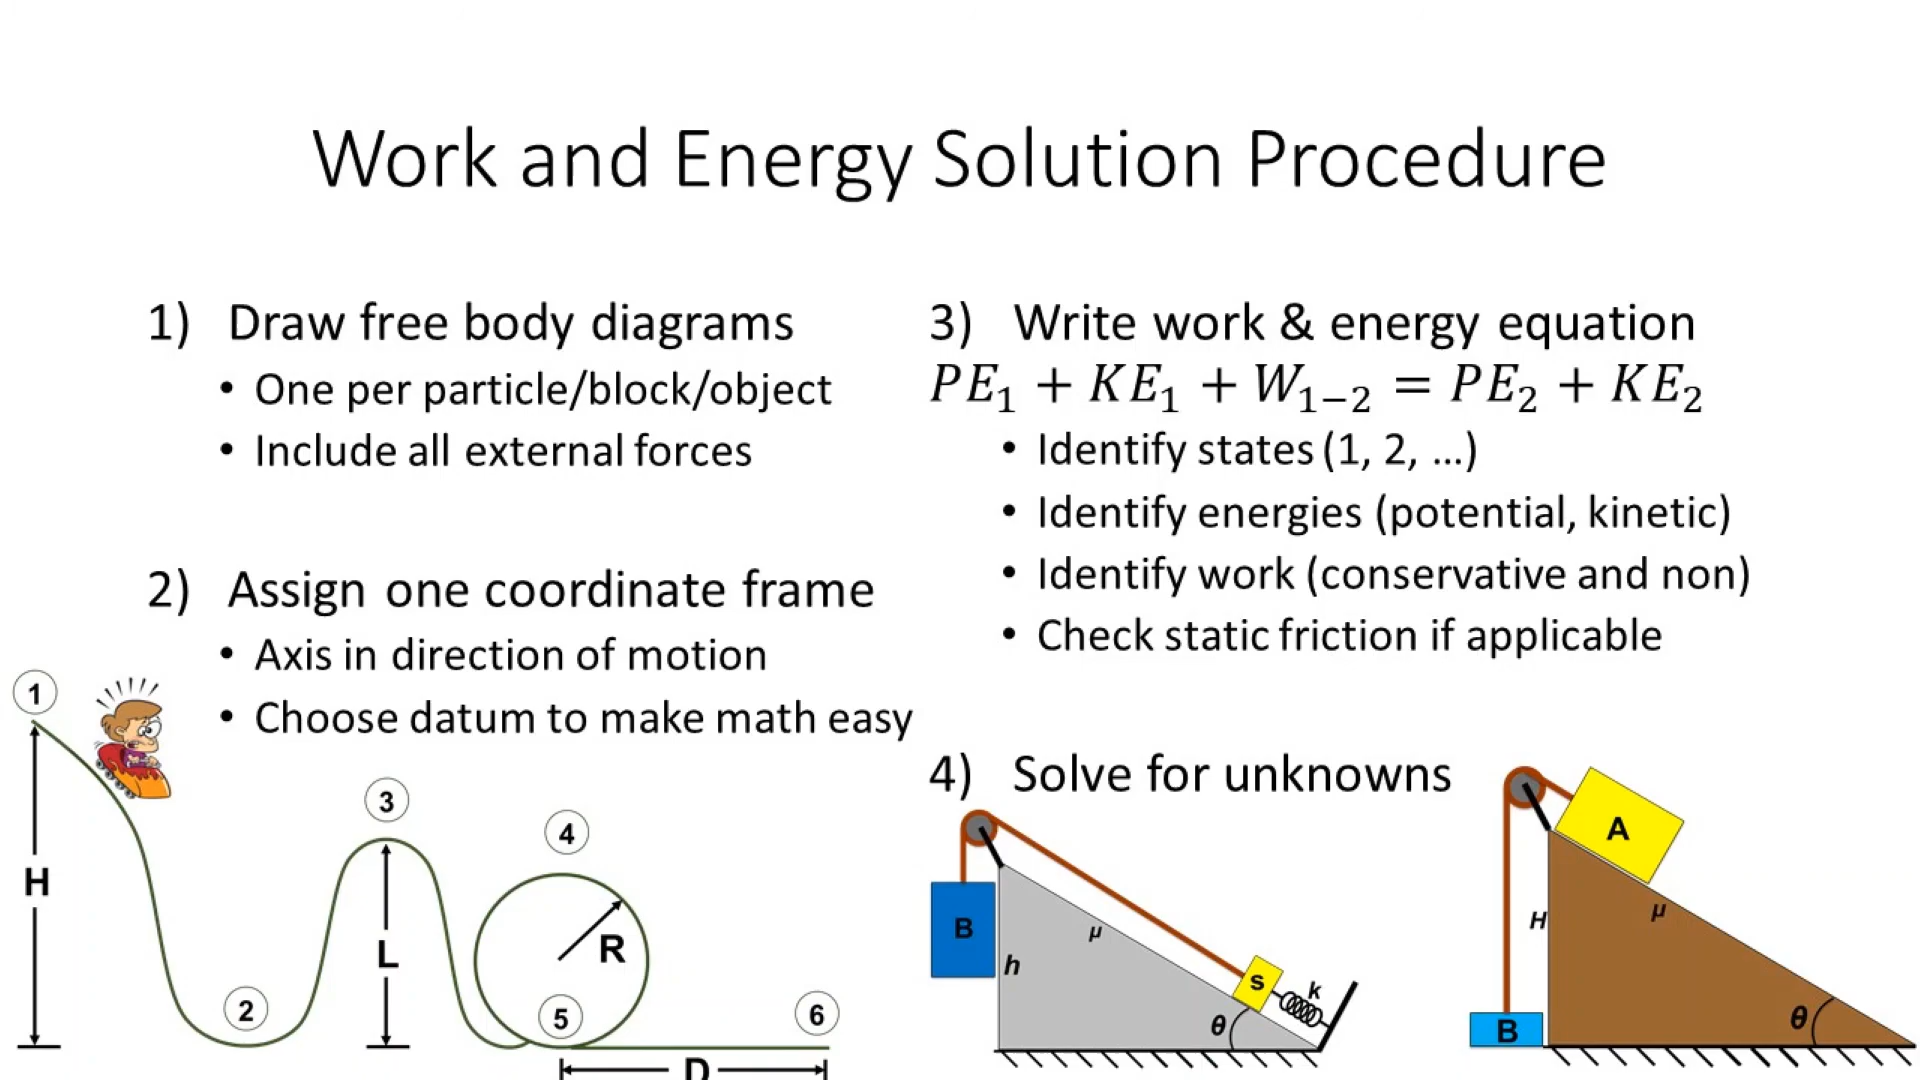 Work and Energy Solution Procedure
1) Draw free body diagrams
• One per particle/block/object
• Include all external forces
2) Assign one coordinate frame
• Axis in direction of motion
• Choose datum to make math easy
3) Write work & energy equation
PE₁ + KE₁ + W₁₋₂ = PE₂ + KE₂
• Identify states (1, 2, …)
• Identify energies (potential, kinetic)
• Identify work (conservative and non)
• Check static friction if applicable
4) Solve for unknowns
1
H
2
3
L
4
R
5
6
D
B
h
μ
s
k
θ
A
H
μ
B
θ